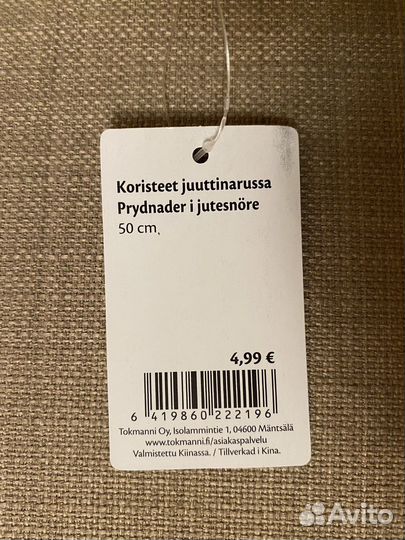 Koristeet juuttinarussa
Prydnader i jutesnöre
50 cm
4,99 €
6 419860 222196
Tokmanni Oy, Isolammintie 1, 04600 Mäntsälä
www.tokmanni.fi/asiakaspalvelu
Valmistettu Kiinassa. / Tillverkad i Kina.
Avito